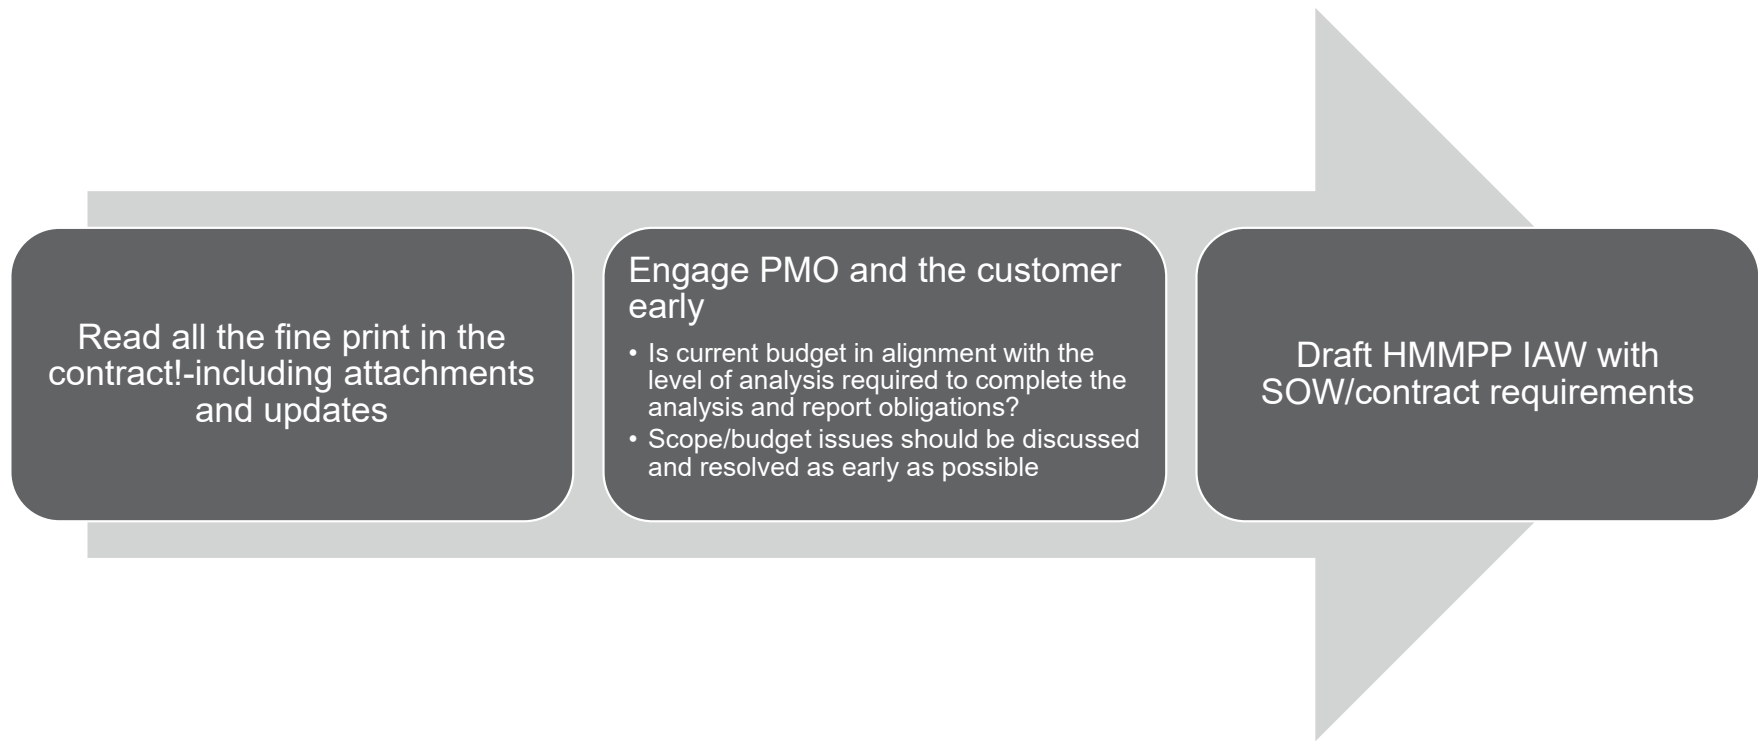 Read all the fine print in the
contract!-including attachments
and updates
Engage PMO and the customer
early
• Is current budget in alignment with the
level of analysis required to complete the
analysis and report obligations?
• Scope/budget issues should be discussed
and resolved as early as possible
Draft HMMPP IAW with
SOW/contract requirements